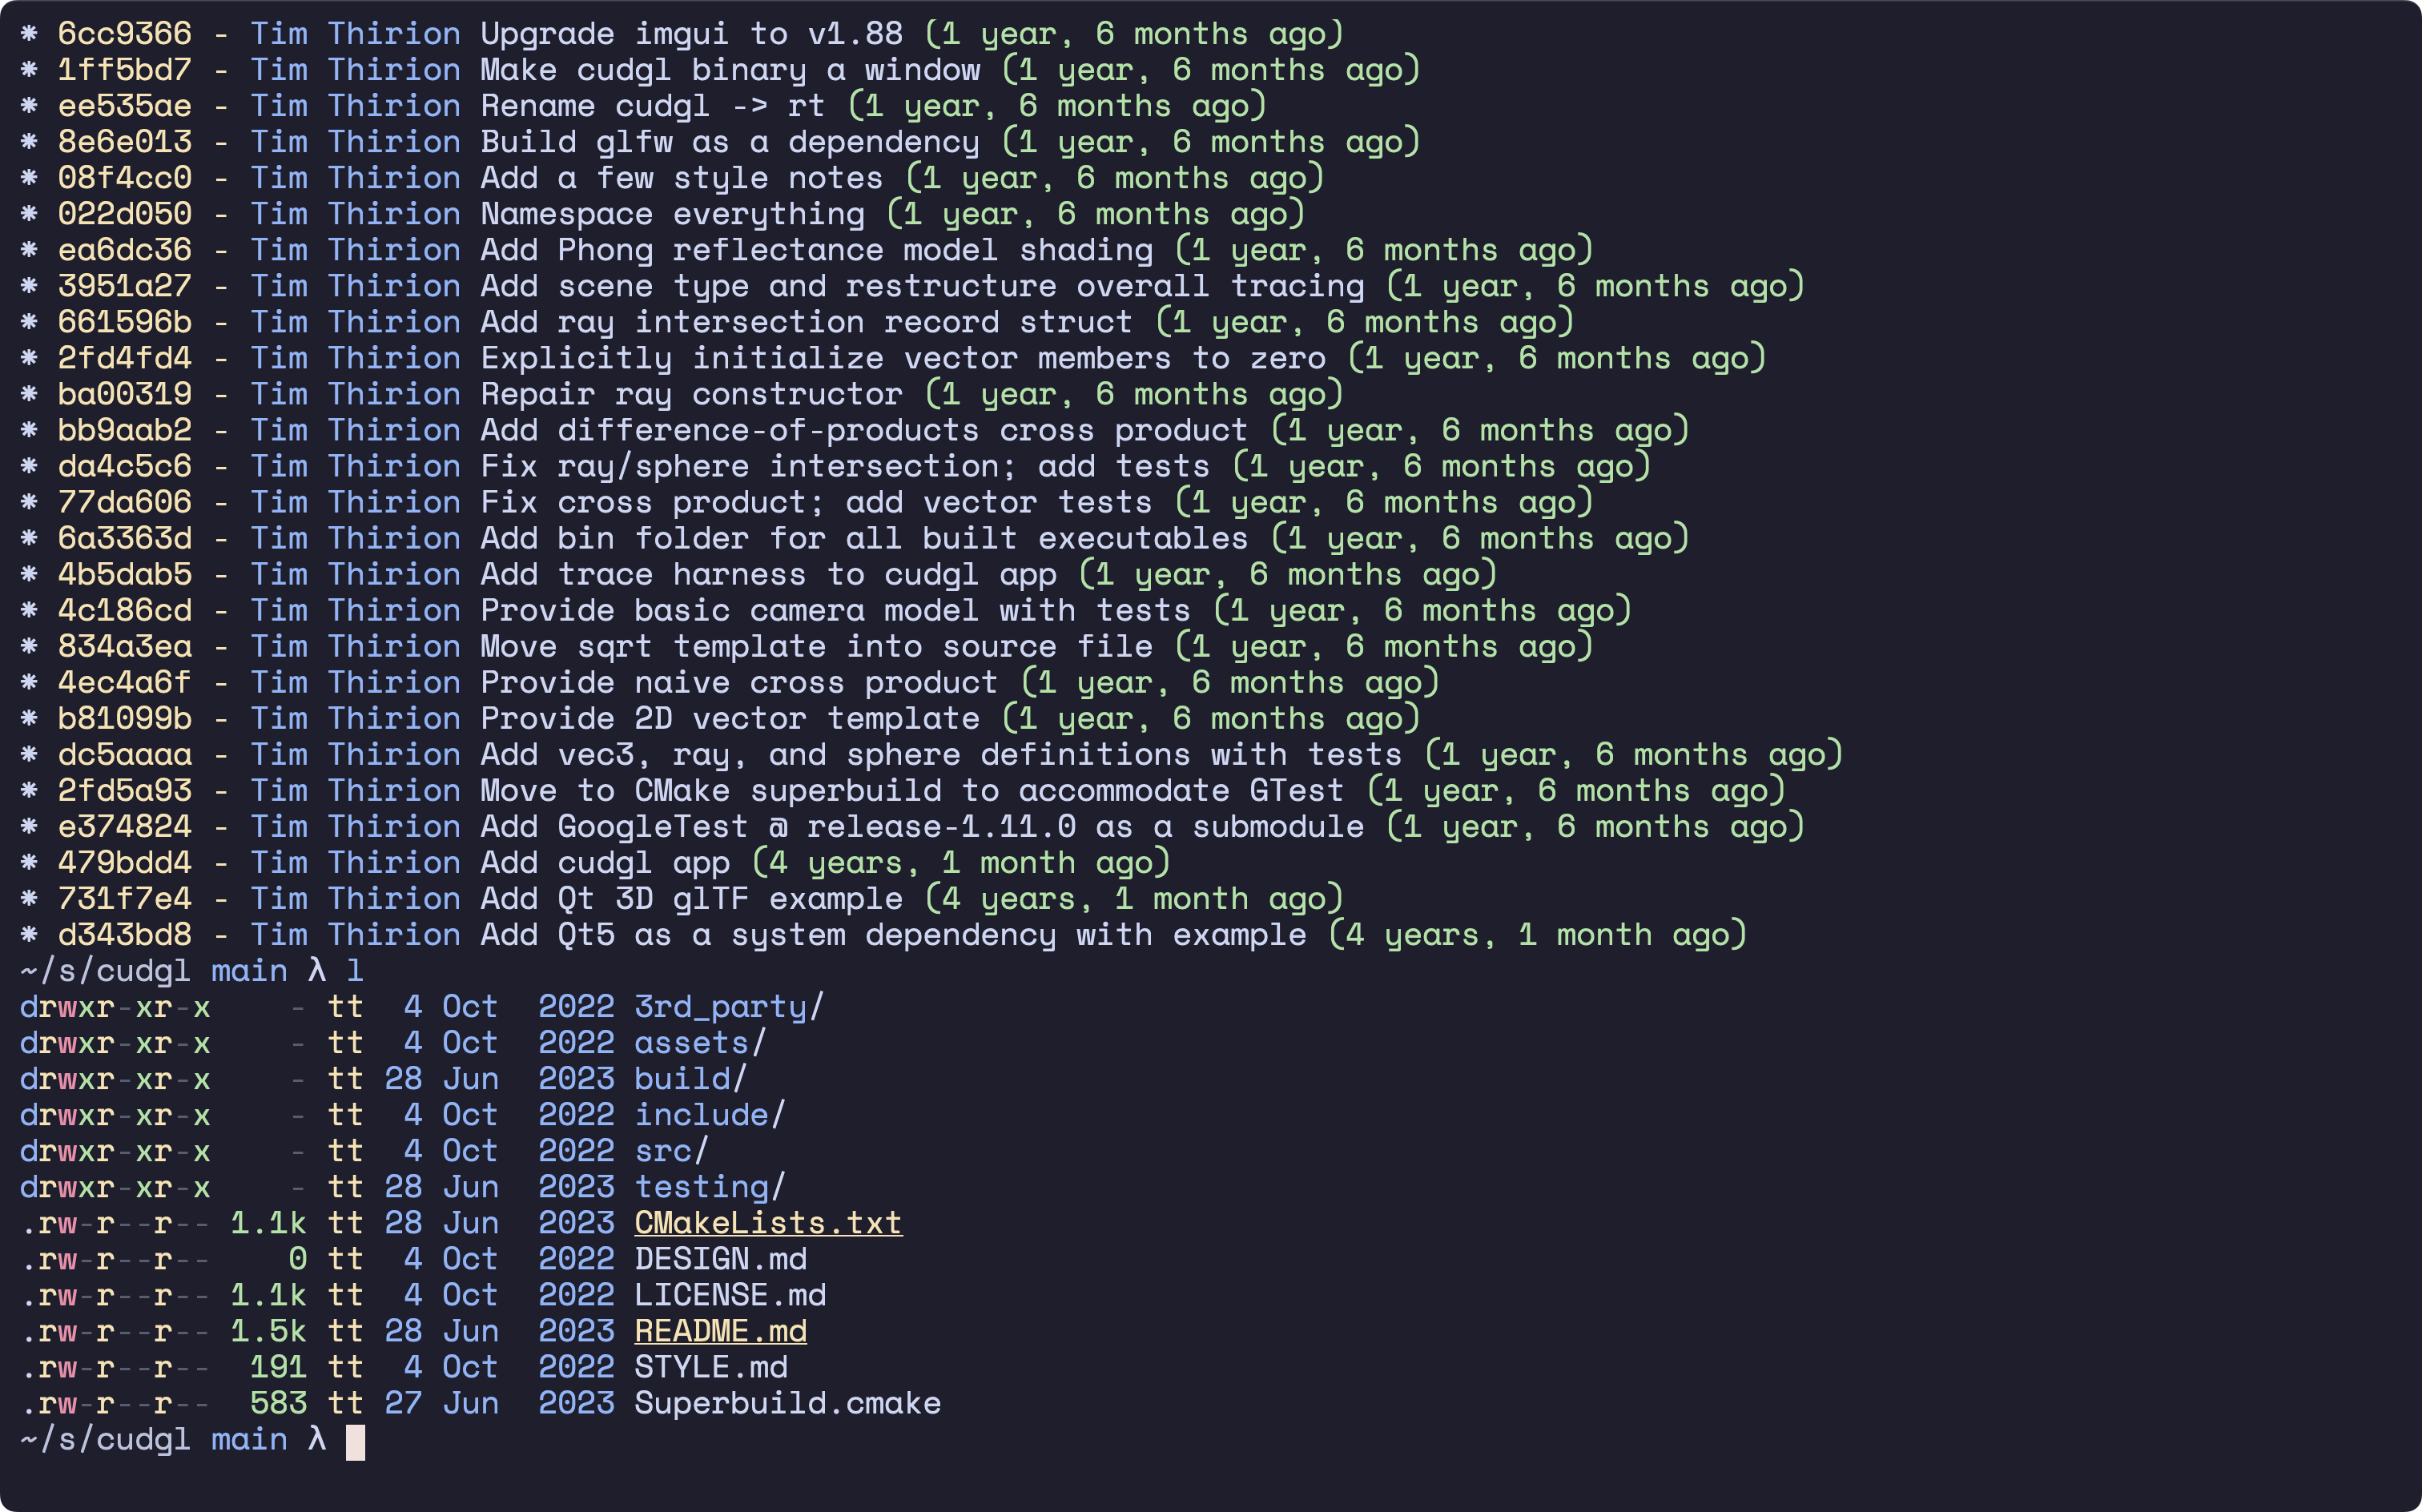 * 6cc9366 - Tim Thirion Upgrade imgui to v1.88 (1 year, 6 months ago)
* 1ff5bd7 - Tim Thirion Make cudgl binary a window (1 year, 6 months ago)
* ee535ae - Tim Thirion Rename cudgl -> rt (1 year, 6 months ago)
* 8e6e013 - Tim Thirion Build glfw as a dependency (1 year, 6 months ago)
* 08f4cc0 - Tim Thirion Add a few style notes (1 year, 6 months ago)
* 022d050 - Tim Thirion Namespace everything (1 year, 6 months ago)
* ea6dc36 - Tim Thirion Add Phong reflectance model shading (1 year, 6 months ago)
* 3951a27 - Tim Thirion Add scene type and restructure overall tracing (1 year, 6 months ago)
* 661596b - Tim Thirion Add ray intersection record struct (1 year, 6 months ago)
* 2fd4fd4 - Tim Thirion Explicitly initialize vector members to zero (1 year, 6 months ago)
* ba00319 - Tim Thirion Repair ray constructor (1 year, 6 months ago)
* bb9aab2 - Tim Thirion Add difference-of-products cross product (1 year, 6 months ago)
* da4c5c6 - Tim Thirion Fix ray/sphere intersection; add tests (1 year, 6 months ago)
* 77da606 - Tim Thirion Fix cross product; add vector tests (1 year, 6 months ago)
* 6a3363d - Tim Thirion Add bin folder for all built executables (1 year, 6 months ago)
* 4b5dab5 - Tim Thirion Add trace harness to cudgl app (1 year, 6 months ago)
* 4c186cd - Tim Thirion Provide basic camera model with tests (1 year, 6 months ago)
* 834a3ea - Tim Thirion Move sqrt template into source file (1 year, 6 months ago)
* 4ec4a6f - Tim Thirion Provide naive cross product (1 year, 6 months ago)
* b81099b - Tim Thirion Provide 2D vector template (1 year, 6 months ago)
* dc5aaaa - Tim Thirion Add vec3, ray, and sphere definitions with tests (1 year, 6 months ago)
* 2fd5a93 - Tim Thirion Move to CMake superbuild to accommodate GTest (1 year, 6 months ago)
* e374824 - Tim Thirion Add GoogleTest @ release-1.11.0 as a submodule (1 year, 6 months ago)
* 479bdd4 - Tim Thirion Add cudgl app (4 years, 1 month ago)
* 731f7e4 - Tim Thirion Add Qt 3D glTF example (4 years, 1 month ago)
* d343bd8 - Tim Thirion Add Qt5 as a system dependency with example (4 years, 1 month ago)
~/s/cudgl main λ l
drwxr-xr-x    - tt  4 Oct  2022 3rd_party/
drwxr-xr-x    - tt  4 Oct  2022 assets/
drwxr-xr-x    - tt 28 Jun  2023 build/
drwxr-xr-x    - tt  4 Oct  2022 include/
drwxr-xr-x    - tt  4 Oct  2022 src/
drwxr-xr-x    - tt 28 Jun  2023 testing/
.rw-r--r-- 1.1k tt 28 Jun  2023 CMakeLists.txt
.rw-r--r--    0 tt  4 Oct  2022 DESIGN.md
.rw-r--r-- 1.1k tt  4 Oct  2022 LICENSE.md
.rw-r--r-- 1.5k tt 28 Jun  2023 README.md
.rw-r--r--  191 tt  4 Oct  2022 STYLE.md
.rw-r--r--  583 tt 27 Jun  2023 Superbuild.cmake
~/s/cudgl main λ